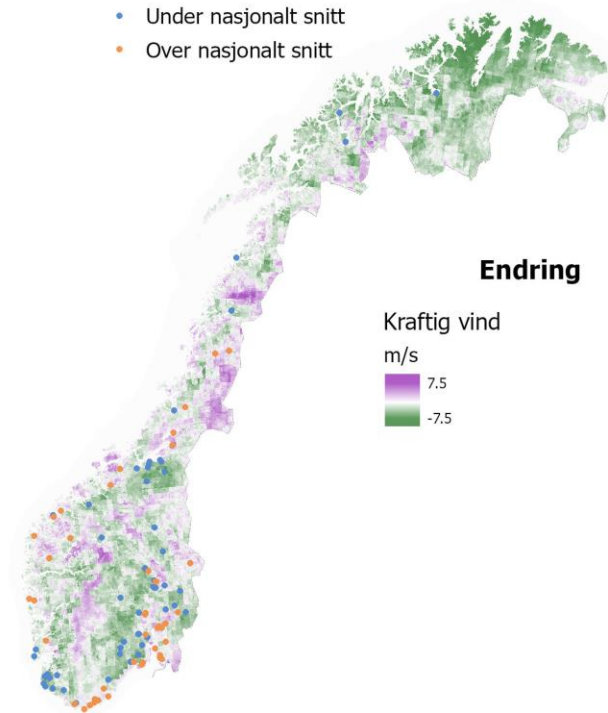 Under nasjonalt snitt
Over nasjonalt snitt
Endring
Kraftig vind
m/s
7.5
-7.5